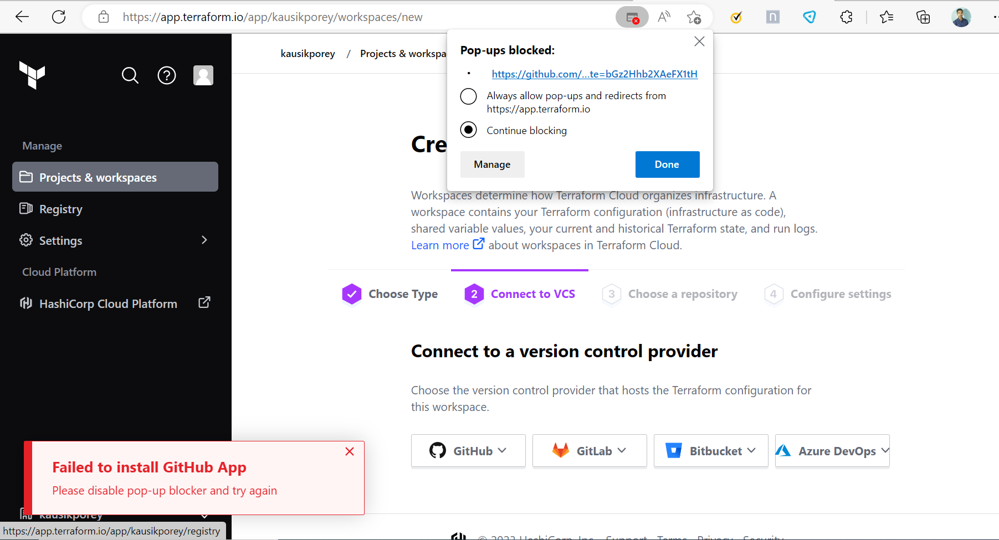 https://app.terraform.io/app/kausikporey/workspaces/new
Pop-ups blocked:
https://github.com/...te=bGz2Hhb2XAeFX1tH
Always allow pop-ups and redirects from
https://app.terraform.io
Continue blocking
Manage
Done
kausikporey / Projects & workspa
Manage
Projects & workspaces
Registry
Settings
Cloud Platform
HashiCorp Cloud Platform
Cre
Workspaces determine how Terraform Cloud organizes infrastructure. A
workspace contains your Terraform configuration (infrastructure as code),
shared variable values, your current and historical Terraform state, and run logs.
Learn more about workspaces in Terraform Cloud.
Choose Type
2 Connect to VCS
3 Choose a repository
4 Configure settings
Connect to a version control provider
Choose the version control provider that hosts the Terraform configuration for
this workspace.
GitHub
GitLab
Bitbucket
Azure DevOps
Failed to install GitHub App
Please disable pop-up blocker and try again
kausikporey
https://app.terraform.io/app/kausikporey/registry
© 2023 HashiCorp, Inc. Support Terms Privacy Security